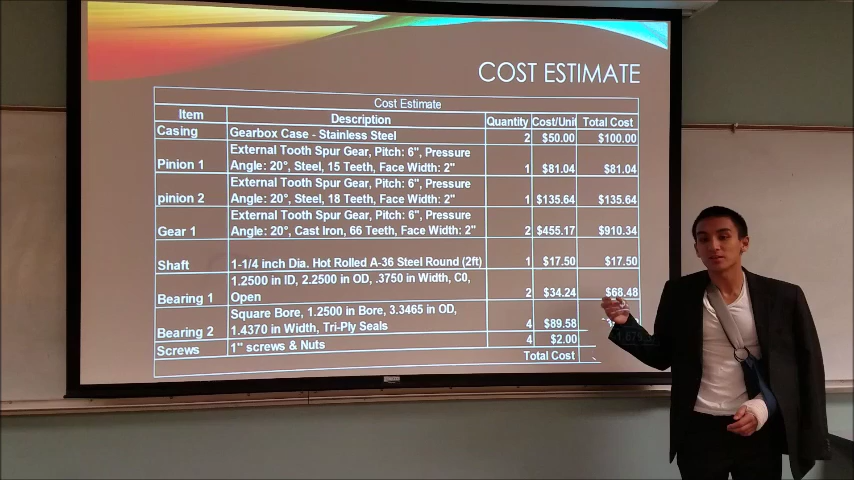 COST ESTIMATE
Cost Estimate
Item Description Quantity Cost/Unit Total Cost
Casing Gearbox Case - Stainless Steel 2 $50.00 $100.00
External Tooth Spur Gear, Pitch: 6", Pressure
Pinion 1 Angle: 20°, Steel, 15 Teeth, Face Width: 2" 1 $81.04 $81.04
External Tooth Spur Gear, Pitch: 6", Pressure
pinion 2 Angle: 20°, Steel, 18 Teeth, Face Width: 2" 1 $135.64 $135.64
External Tooth Spur Gear, Pitch: 6", Pressure
Gear 1 Angle: 20°, Cast Iron, 66 Teeth, Face Width: 2" 2 $455.17 $910.34
Shaft 1-1/4 inch Dia. Hot Rolled A-36 Steel Round (2ft) 1 $17.50 $17.50
1.2500 in ID, 2.2500 in OD, .3750 in Width, C0,
Bearing 1 Open 2 $34.24 $68.48
Square Bore, 1.2500 in Bore, 3.3465 in OD,
Bearing 2 1.4370 in Width, Tri-Ply Seals 4 $89.58
Screws 1" screws & Nuts 4 $2.00
Total Cost